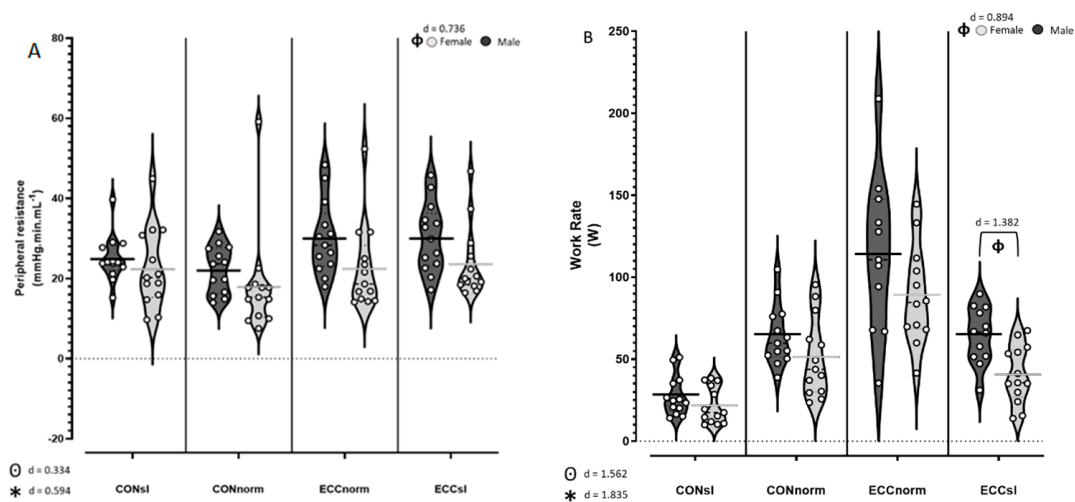 A
d = 0.736
ϕ Female Male
80
60
40
20
0
-20
Peripheral resistance
(mmHg.min.mL⁻¹)
CONsl CONnorm ECCnorm ECCsl
ʘ d = 0.334
* d = 0.594
B
d = 0.894
ϕ Female Male
250
200
150
100
50
0
Work Rate
(W)
d = 1.382
ϕ
CONsl CONnorm ECCnorm ECCsl
ʘ d = 1.562
* d = 1.835